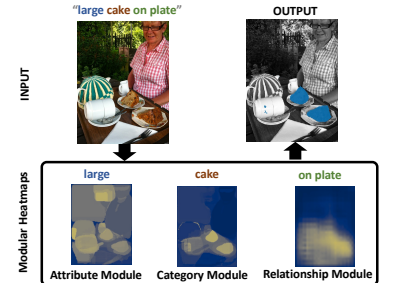 "large cake on plate"
OUTPUT
INPUT
Modular Heatmaps
large
cake
on plate
Attribute Module
Category Module
Relationship Module